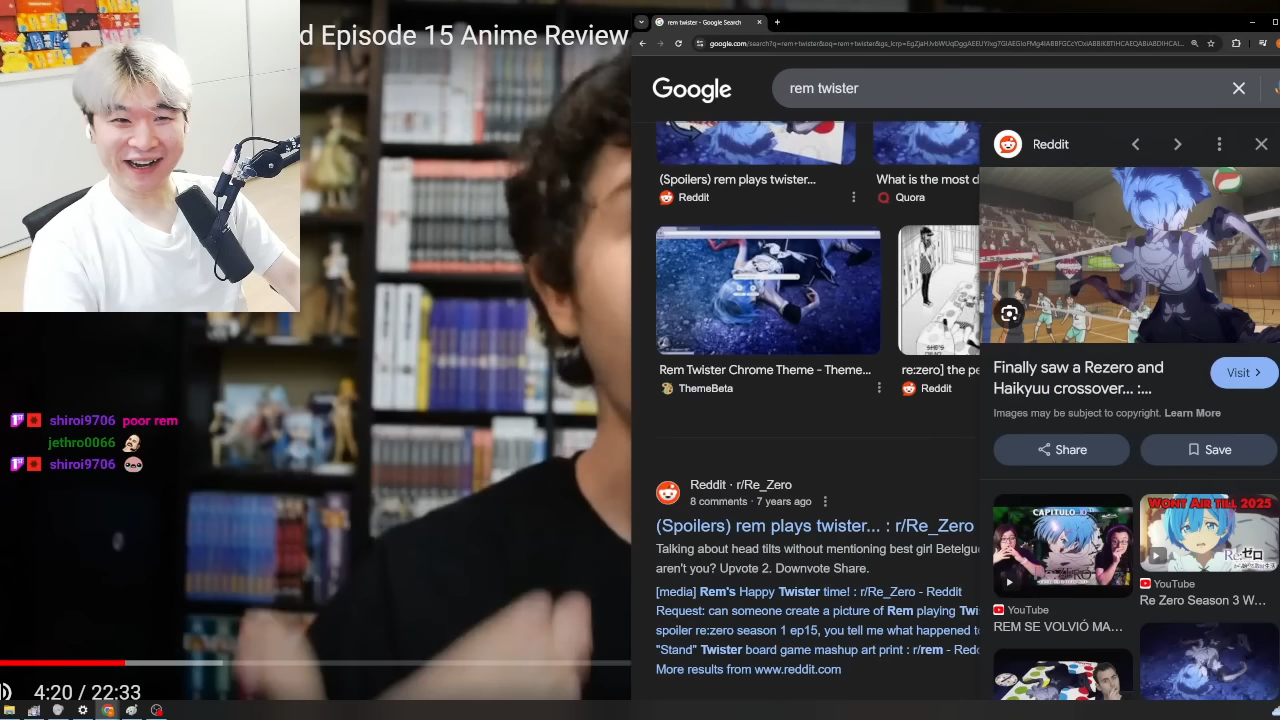 d Episode 15 Anime Review
shiroi9706 poor rem
jethro0066
shiroi9706
4:20 / 22:33
rem twister - Google Search
Google
rem twister
(Spoilers) rem plays twister...
Reddit
What is the most d
Quora
Rem Twister Chrome Theme - Theme...
ThemeBeta
re:zero] the pe
Reddit
Reddit · r/Re_Zero
8 comments · 7 years ago
(Spoilers) rem plays twister... : r/Re_Zero
Talking about head tilts without mentioning best girl Betelgu
aren't you? Upvote 2. Downvote Share.
[media] Rem's Happy Twister time! : r/Re_Zero - Reddit
Request: can someone create a picture of Rem playing Twi
spoiler re:zero season 1 ep15, you tell me what happened t
"Stand" Twister board game mashup art print : r/rem - Redd
More results from www.reddit.com
Reddit
Finally saw a Rezero and
Haikyuu crossover... :...
Visit
Images may be subject to copyright. Learn More
Share
Save
CAPITULO
YouTube
REM SE VOLVIÓ MA...
WONT AIR TILL 2025
Re:ゼロ
YouTube
Re Zero Season 3 W...